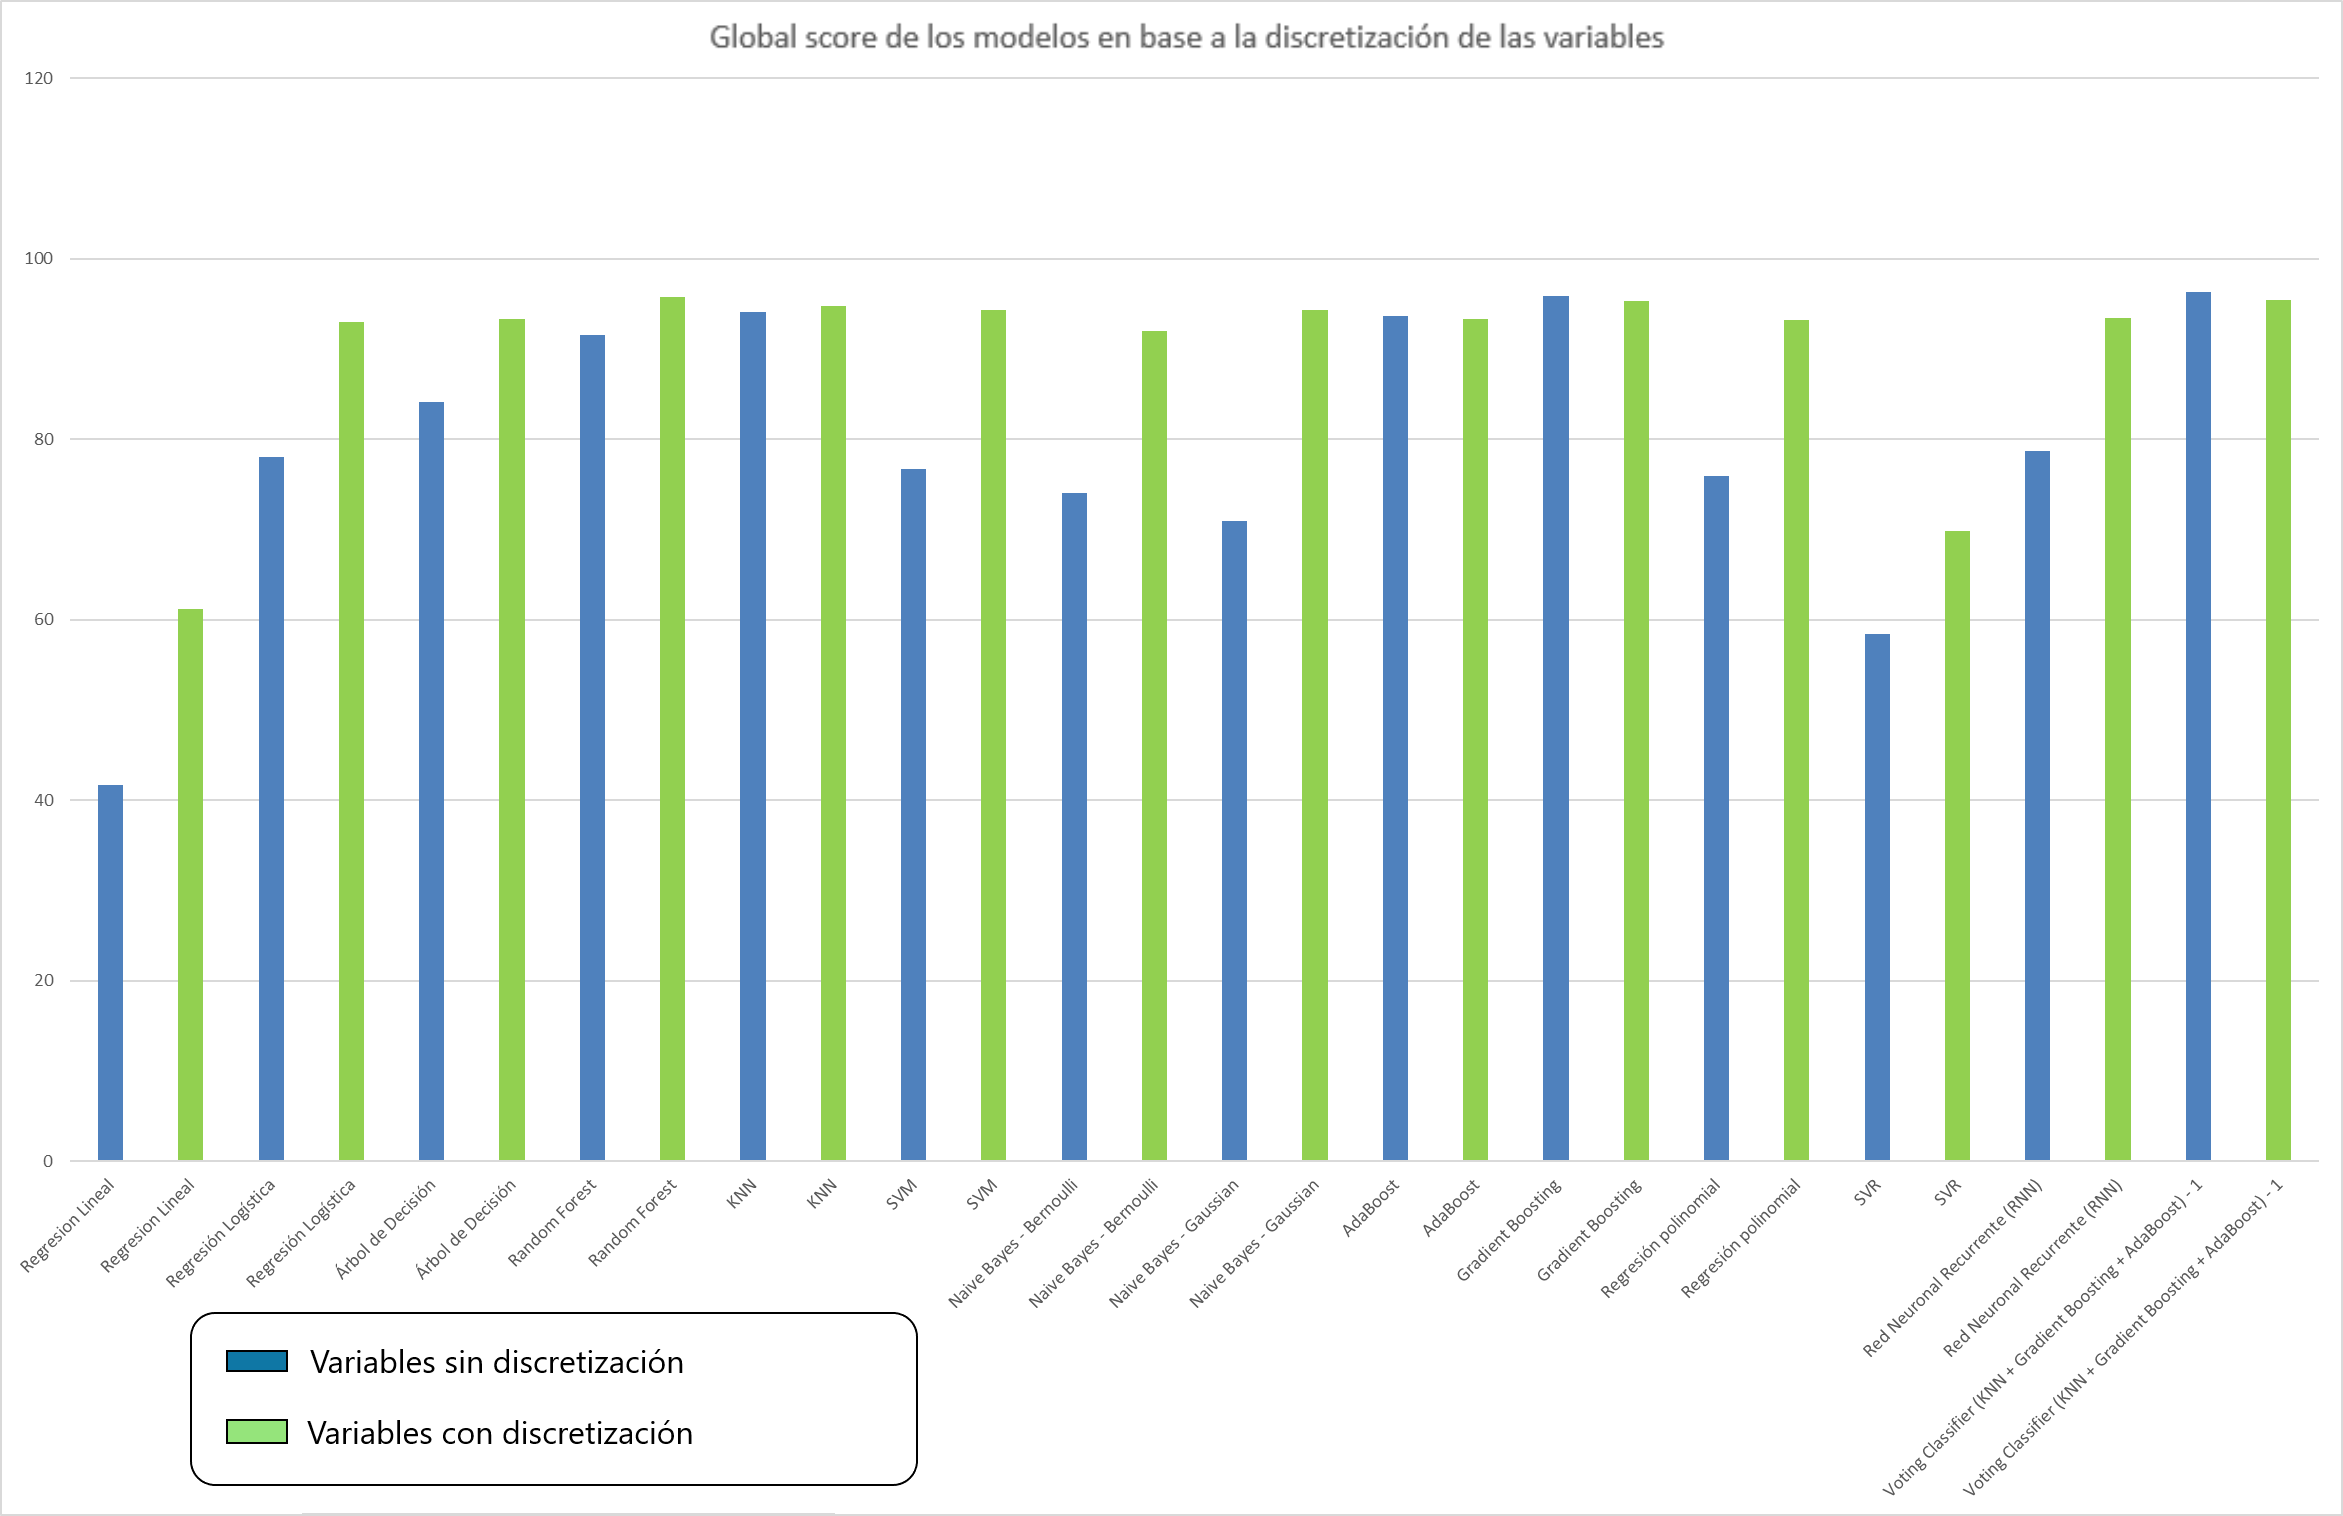 Global score de los modelos en base a la discretización de las variables
120
100
80
60
40
20
0
Regresion Lineal
Regresion Lineal
Regresión Logística
Regresión Logística
Árbol de Decisión
Árbol de Decisión
Random Forest
Random Forest
KNN
KNN
SVM
SVM
Naive Bayes - Bernoulli
Naive Bayes - Bernoulli
Naive Bayes - Gaussian
Naive Bayes - Gaussian
AdaBoost
AdaBoost
Gradient Boosting
Gradient Boosting
Regresión polinomial
Regresión polinomial
SVR
SVR
Red Neuronal Recurrente (RNN)
Red Neuronal Recurrente (RNN)
Voting Classifier (KNN + Gradient Boosting + AdaBoost) - 1
Voting Classifier (KNN + Gradient Boosting + AdaBoost) - 1
Variables sin discretización
Variables con discretización